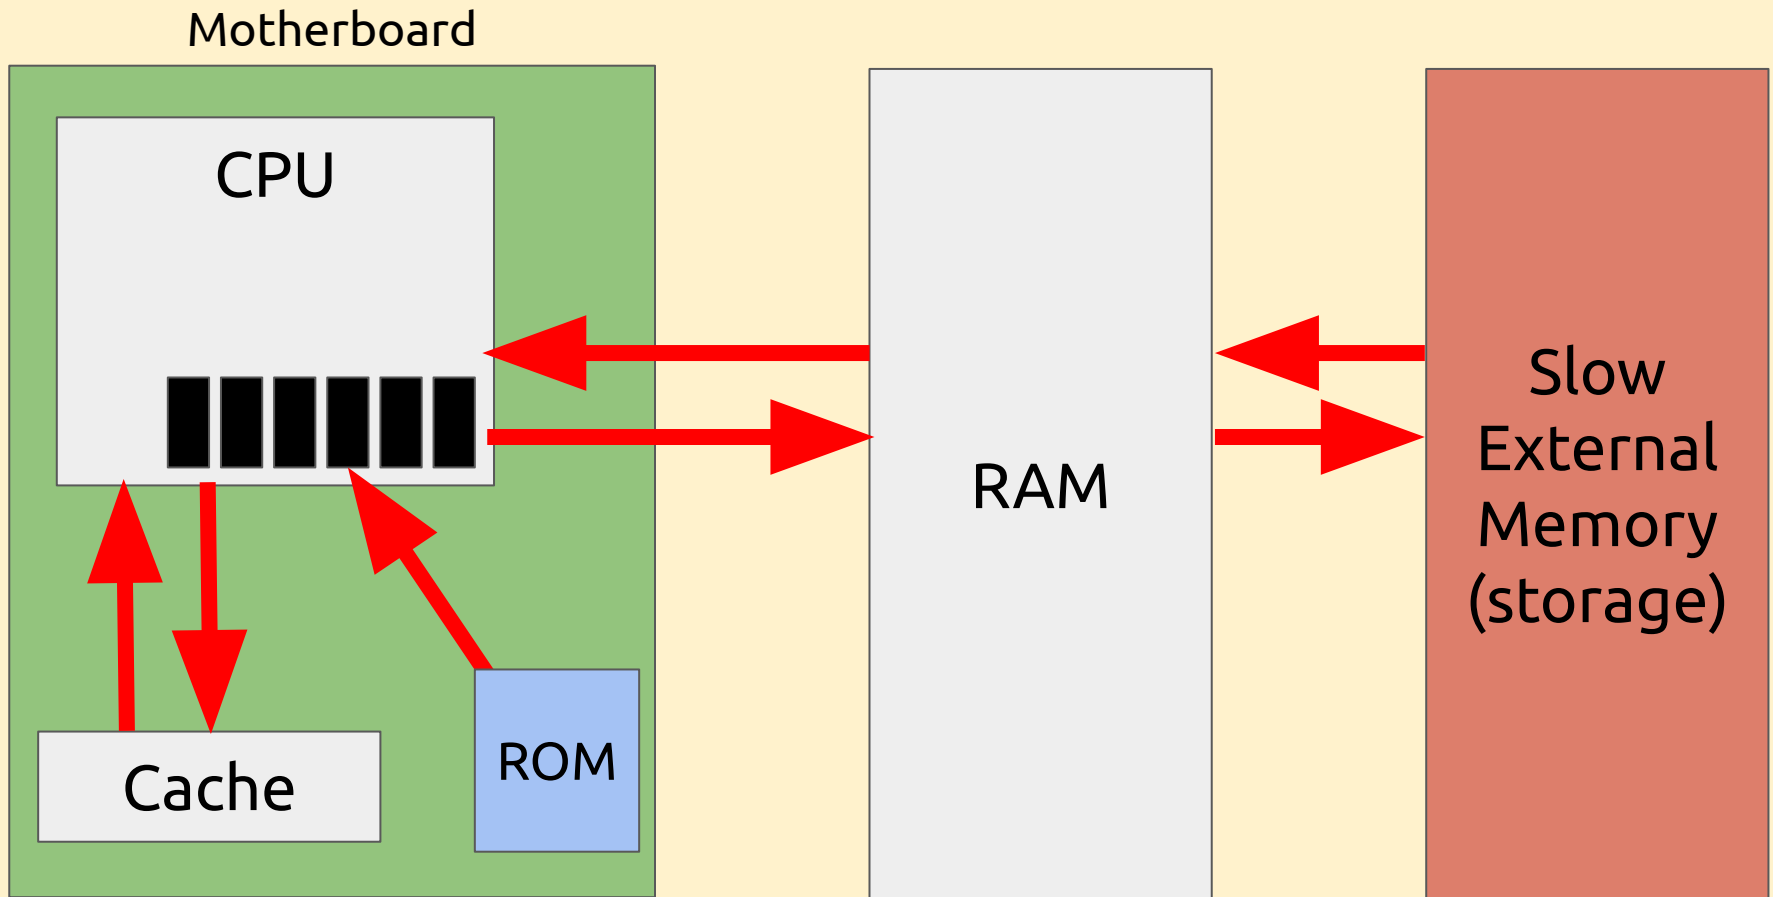 Motherboard
CPU
Cache
ROM
RAM
Slow
External
Memory
(storage)